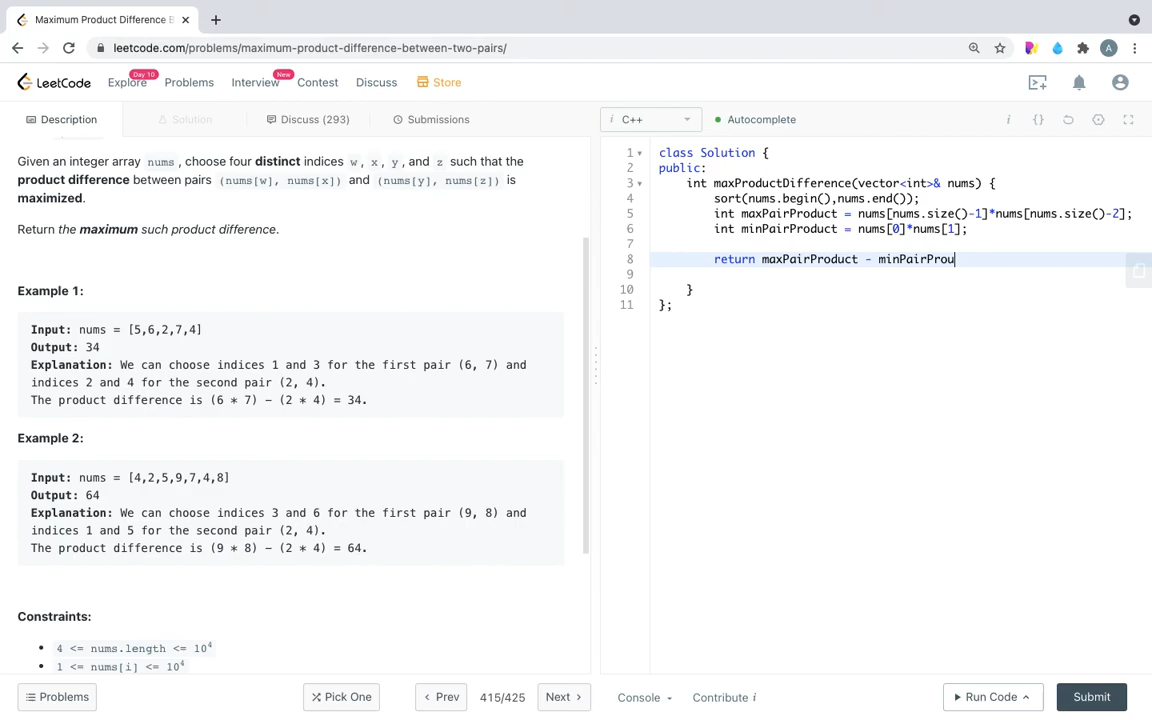 Maximum Product Difference B
leetcode.com/problems/maximum-product-difference-between-two-pairs/
LeetCode
Explore
Day 10
Problems
Interview
New
Contest
Discuss
Store
Description
Solution
Discuss (293)
Submissions
i C++
Autocomplete
i {}
Given an integer array nums, choose four distinct indices w, x, y, and z such that the
product difference between pairs (nums[w], nums[x]) and (nums[y], nums[z]) is
maximized.
Return the maximum such product difference.
Example 1:
Input: nums = [5,6,2,7,4]
Output: 34
Explanation: We can choose indices 1 and 3 for the first pair (6, 7) and
indices 2 and 4 for the second pair (2, 4).
The product difference is (6 * 7) - (2 * 4) = 34.
Example 2:
Input: nums = [4,2,5,9,7,4,8]
Output: 64
Explanation: We can choose indices 3 and 6 for the first pair (9, 8) and
indices 1 and 5 for the second pair (2, 4).
The product difference is (9 * 8) - (2 * 4) = 64.
Constraints:
4 <= nums.length <= 10⁴
1 <= nums[i] <= 10⁴
1 class Solution {
2 public:
3 int maxProductDifference(vector<int>& nums) {
4 sort(nums.begin(),nums.end());
5 int maxPairProduct = nums[nums.size()-1]*nums[nums.size()-2];
6 int minPairProduct = nums[0]*nums[1];
7
8 return maxPairProduct - minPairProu
9
10 }
11 };
A
Problems
Pick One
< Prev
415/425
Next >
Console
Contribute i
Run Code
Submit